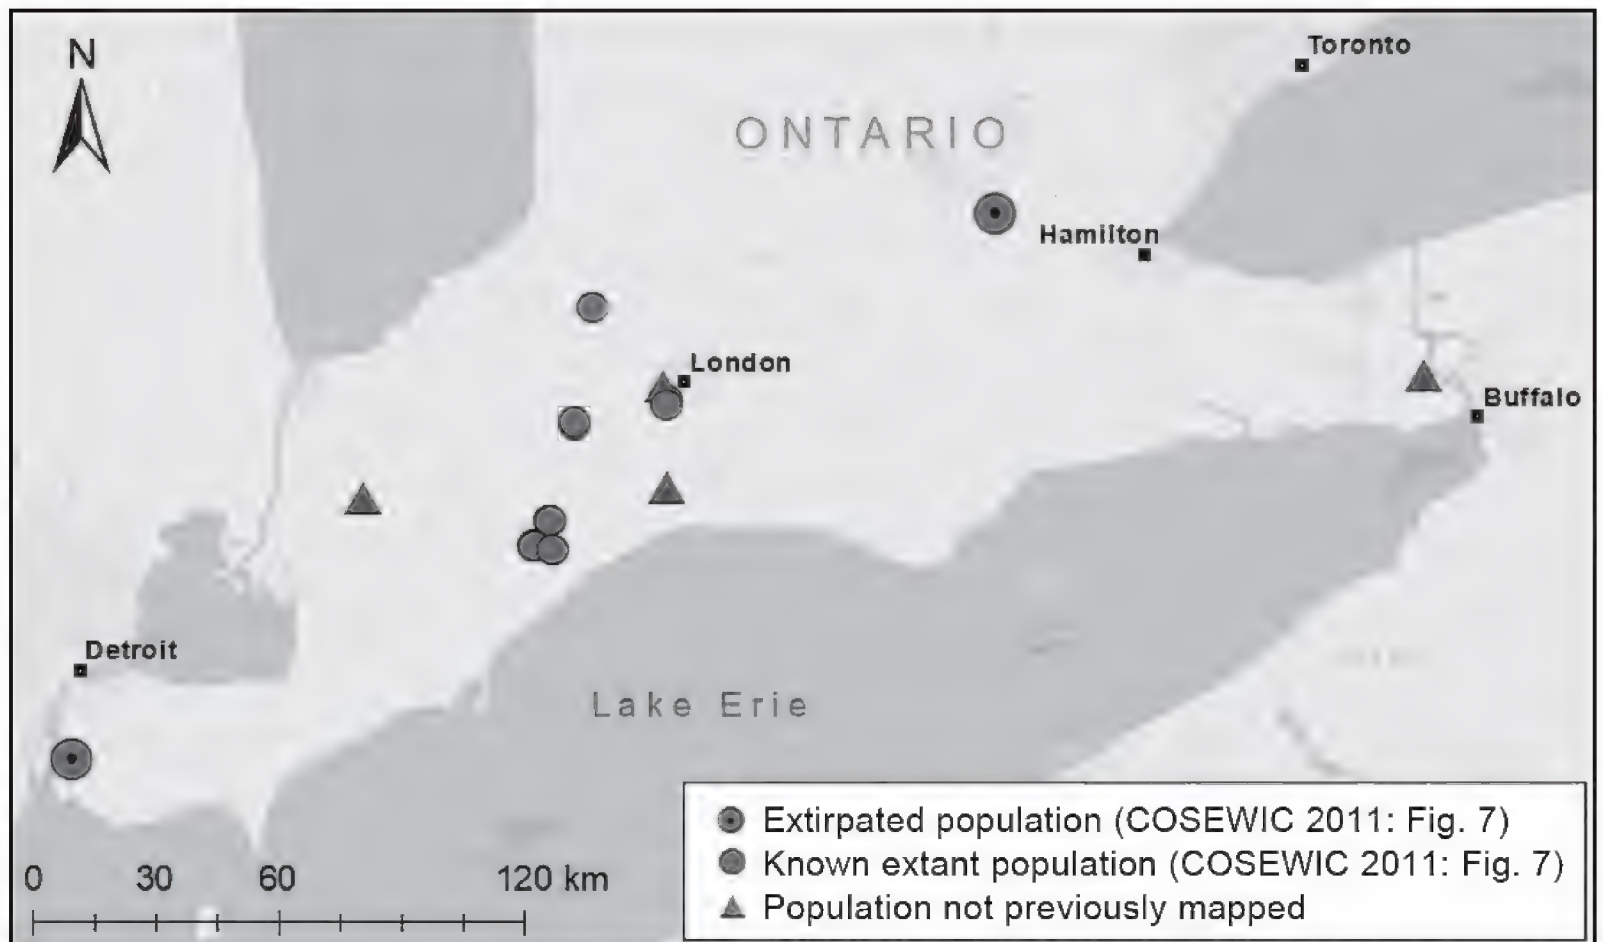 N
Toronto
ONTARIO
Hamilton
London
Buffalo
Detroit
Lake Erie
Extirpated population (COSEWIC 2011: Fig. 7)
Known extant population (COSEWIC 2011: Fig. 7)
Population not previously mapped
0 30 60 120 km